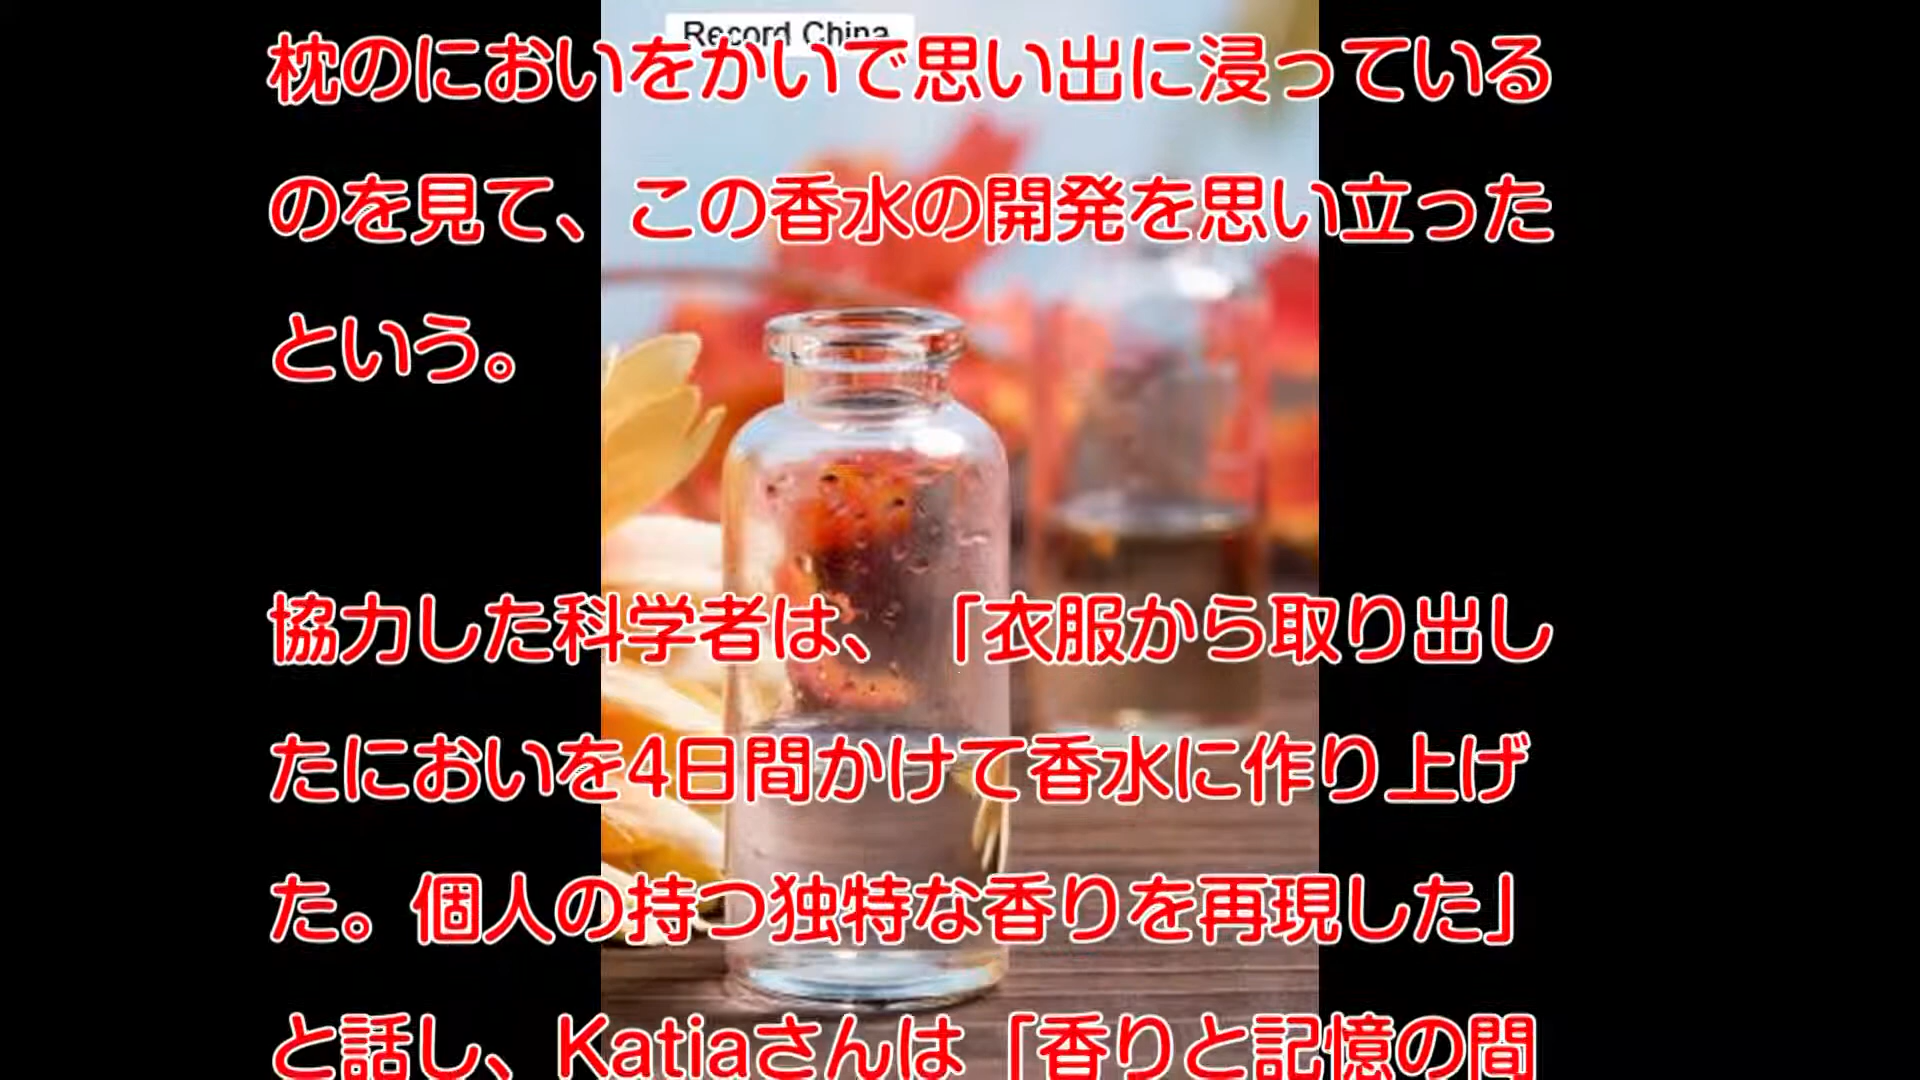 Record China
枕のにおいをかいで思い出に浸っている
のを見て、この香水の開発を思い立った
という。
協力した科学者は、「衣服から取り出し
たにおいを4日間かけて香水に作り上げ
た。個人の持つ独特な香りを再現した」
と話し、Katiaさんは「香りと記憶の間